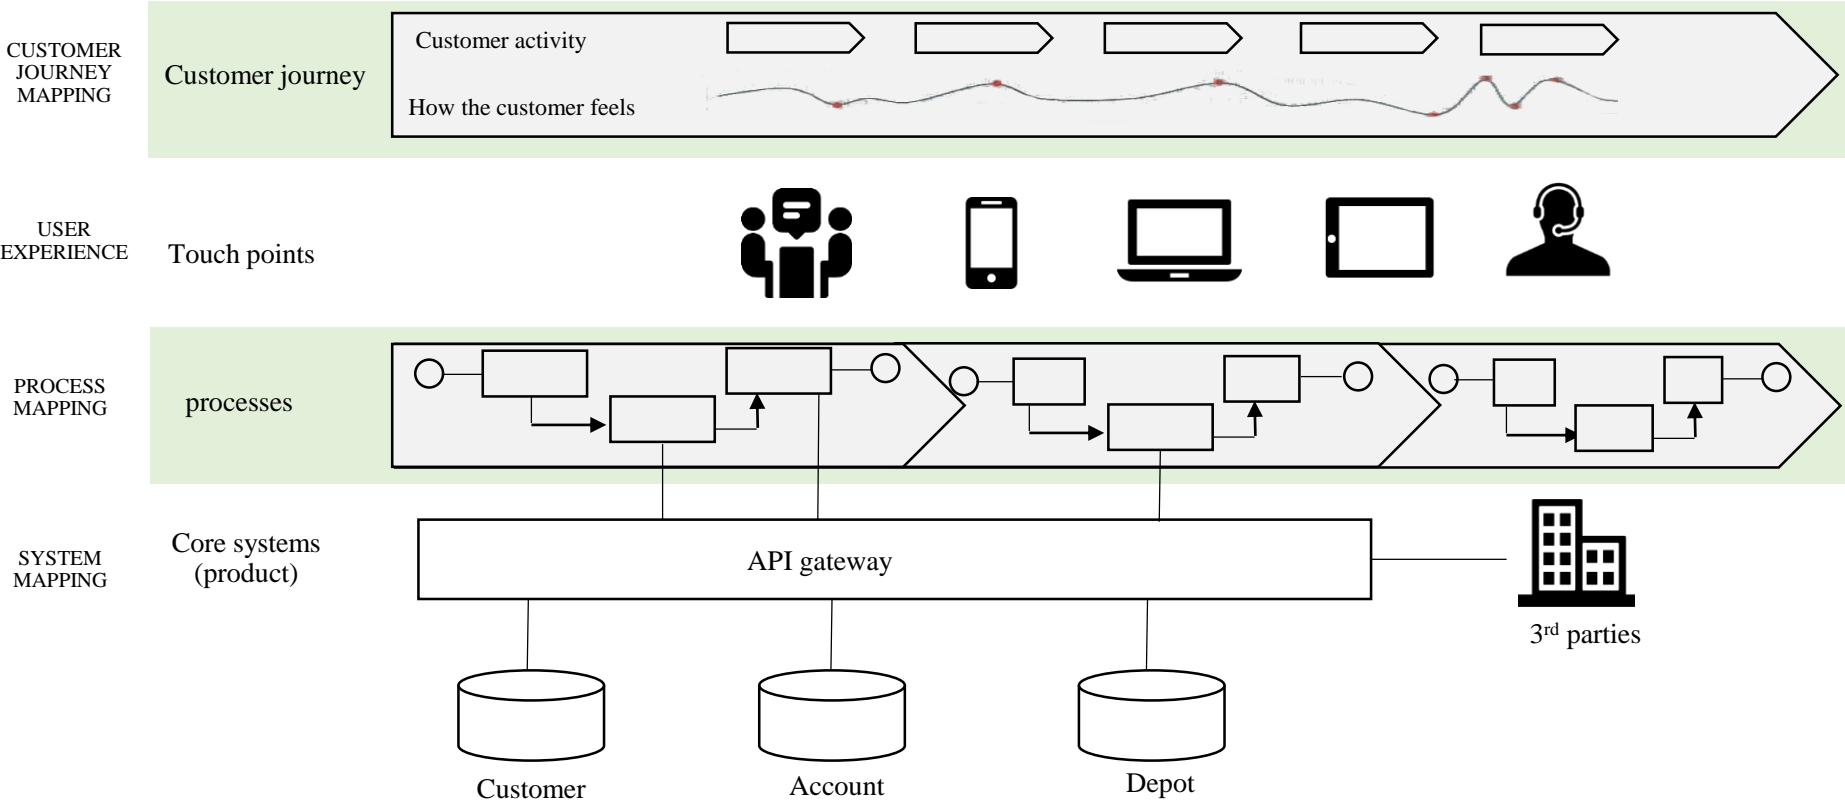 CUSTOMER
JOURNEY
MAPPING
Customer journey
Customer activity
How the customer feels
USER
EXPERIENCE
Touch points
PROCESS
MAPPING
processes
SYSTEM
MAPPING
Core systems
(product)
API gateway
3rd parties
Customer
Account
Depot